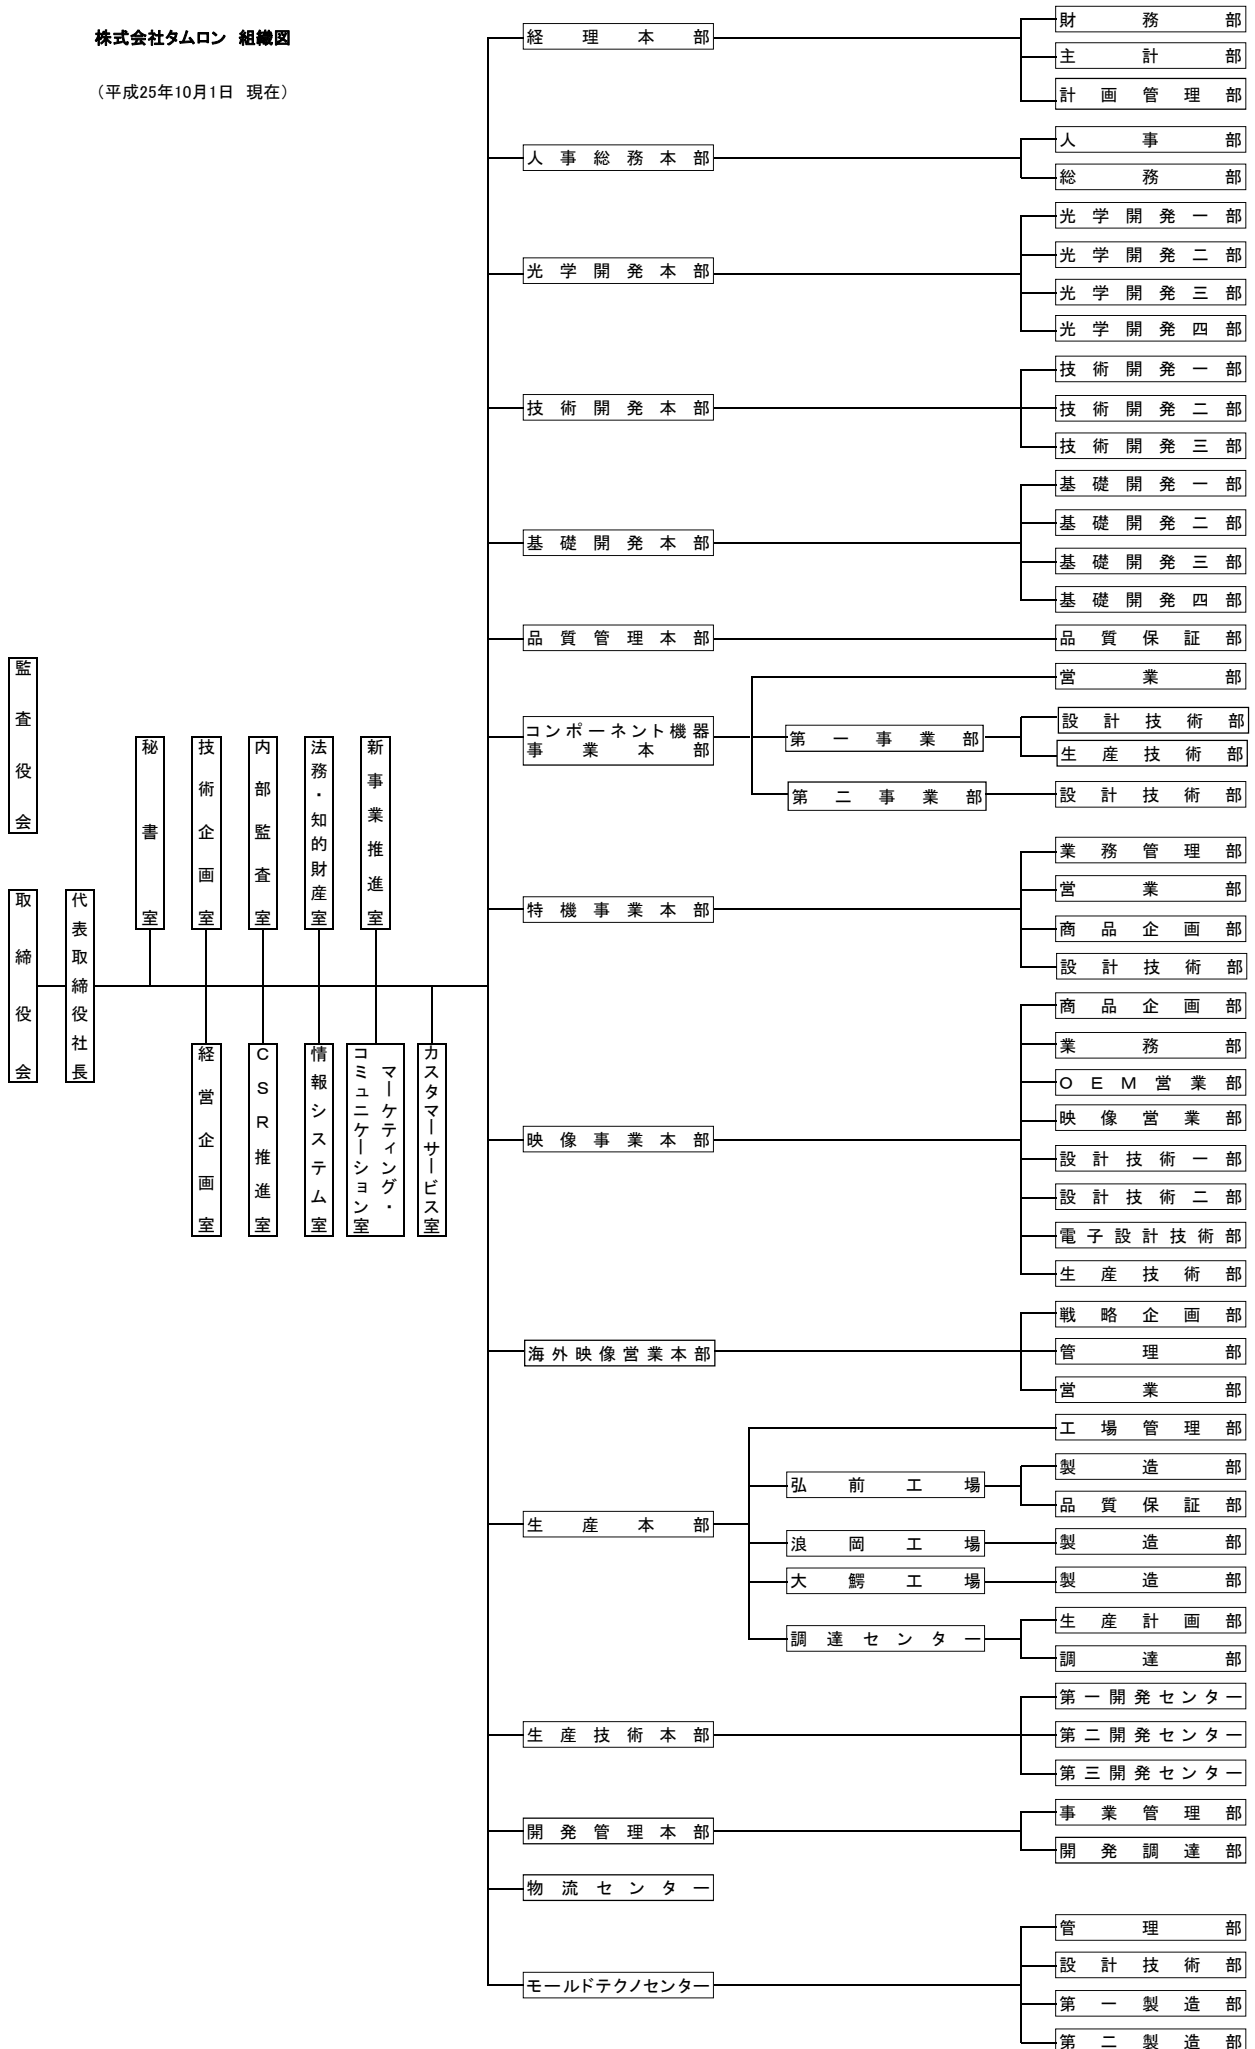 株式会社タムロン 組織図
（平成25年10月1日 現在）
監査役会
取締役会
代表取締役社長
秘書室
技術企画室
内部監査室
法務・知的財産室
新事業推進室
経営企画室
CSR推進室
情報システム室
マーケティング・
コミュニケーション室
カスタマーサービス室
経理本部
財務部
主計部
計画管理部
人事総務本部
人事部
総務部
光学開発本部
光学開発一部
光学開発二部
光学開発三部
光学開発四部
技術開発本部
技術開発一部
技術開発二部
技術開発三部
基礎開発本部
基礎開発一部
基礎開発二部
基礎開発三部
基礎開発四部
品質管理本部
品質保証部
コンポーネント機器
事業本部
営業部
第一事業部
設計技術部
生産技術部
第二事業部
設計技術部
特機事業本部
業務管理部
営業部
商品企画部
設計技術部
映像事業本部
商品企画部
業務部
OEM営業部
映像営業部
設計技術一部
設計技術二部
電子設計技術部
生産技術部
海外映像営業本部
戦略企画部
管理部
営業部
生産本部
工場管理部
弘前工場
製造部
品質保証部
浪岡工場
製造部
大鰐工場
製造部
調達センター
生産計画部
調達部
生産技術本部
第一開発センター
第二開発センター
第三開発センター
開発管理本部
事業管理部
開発調達部
物流センター
モールドテクノセンター
管理部
設計技術部
第一製造部
第二製造部